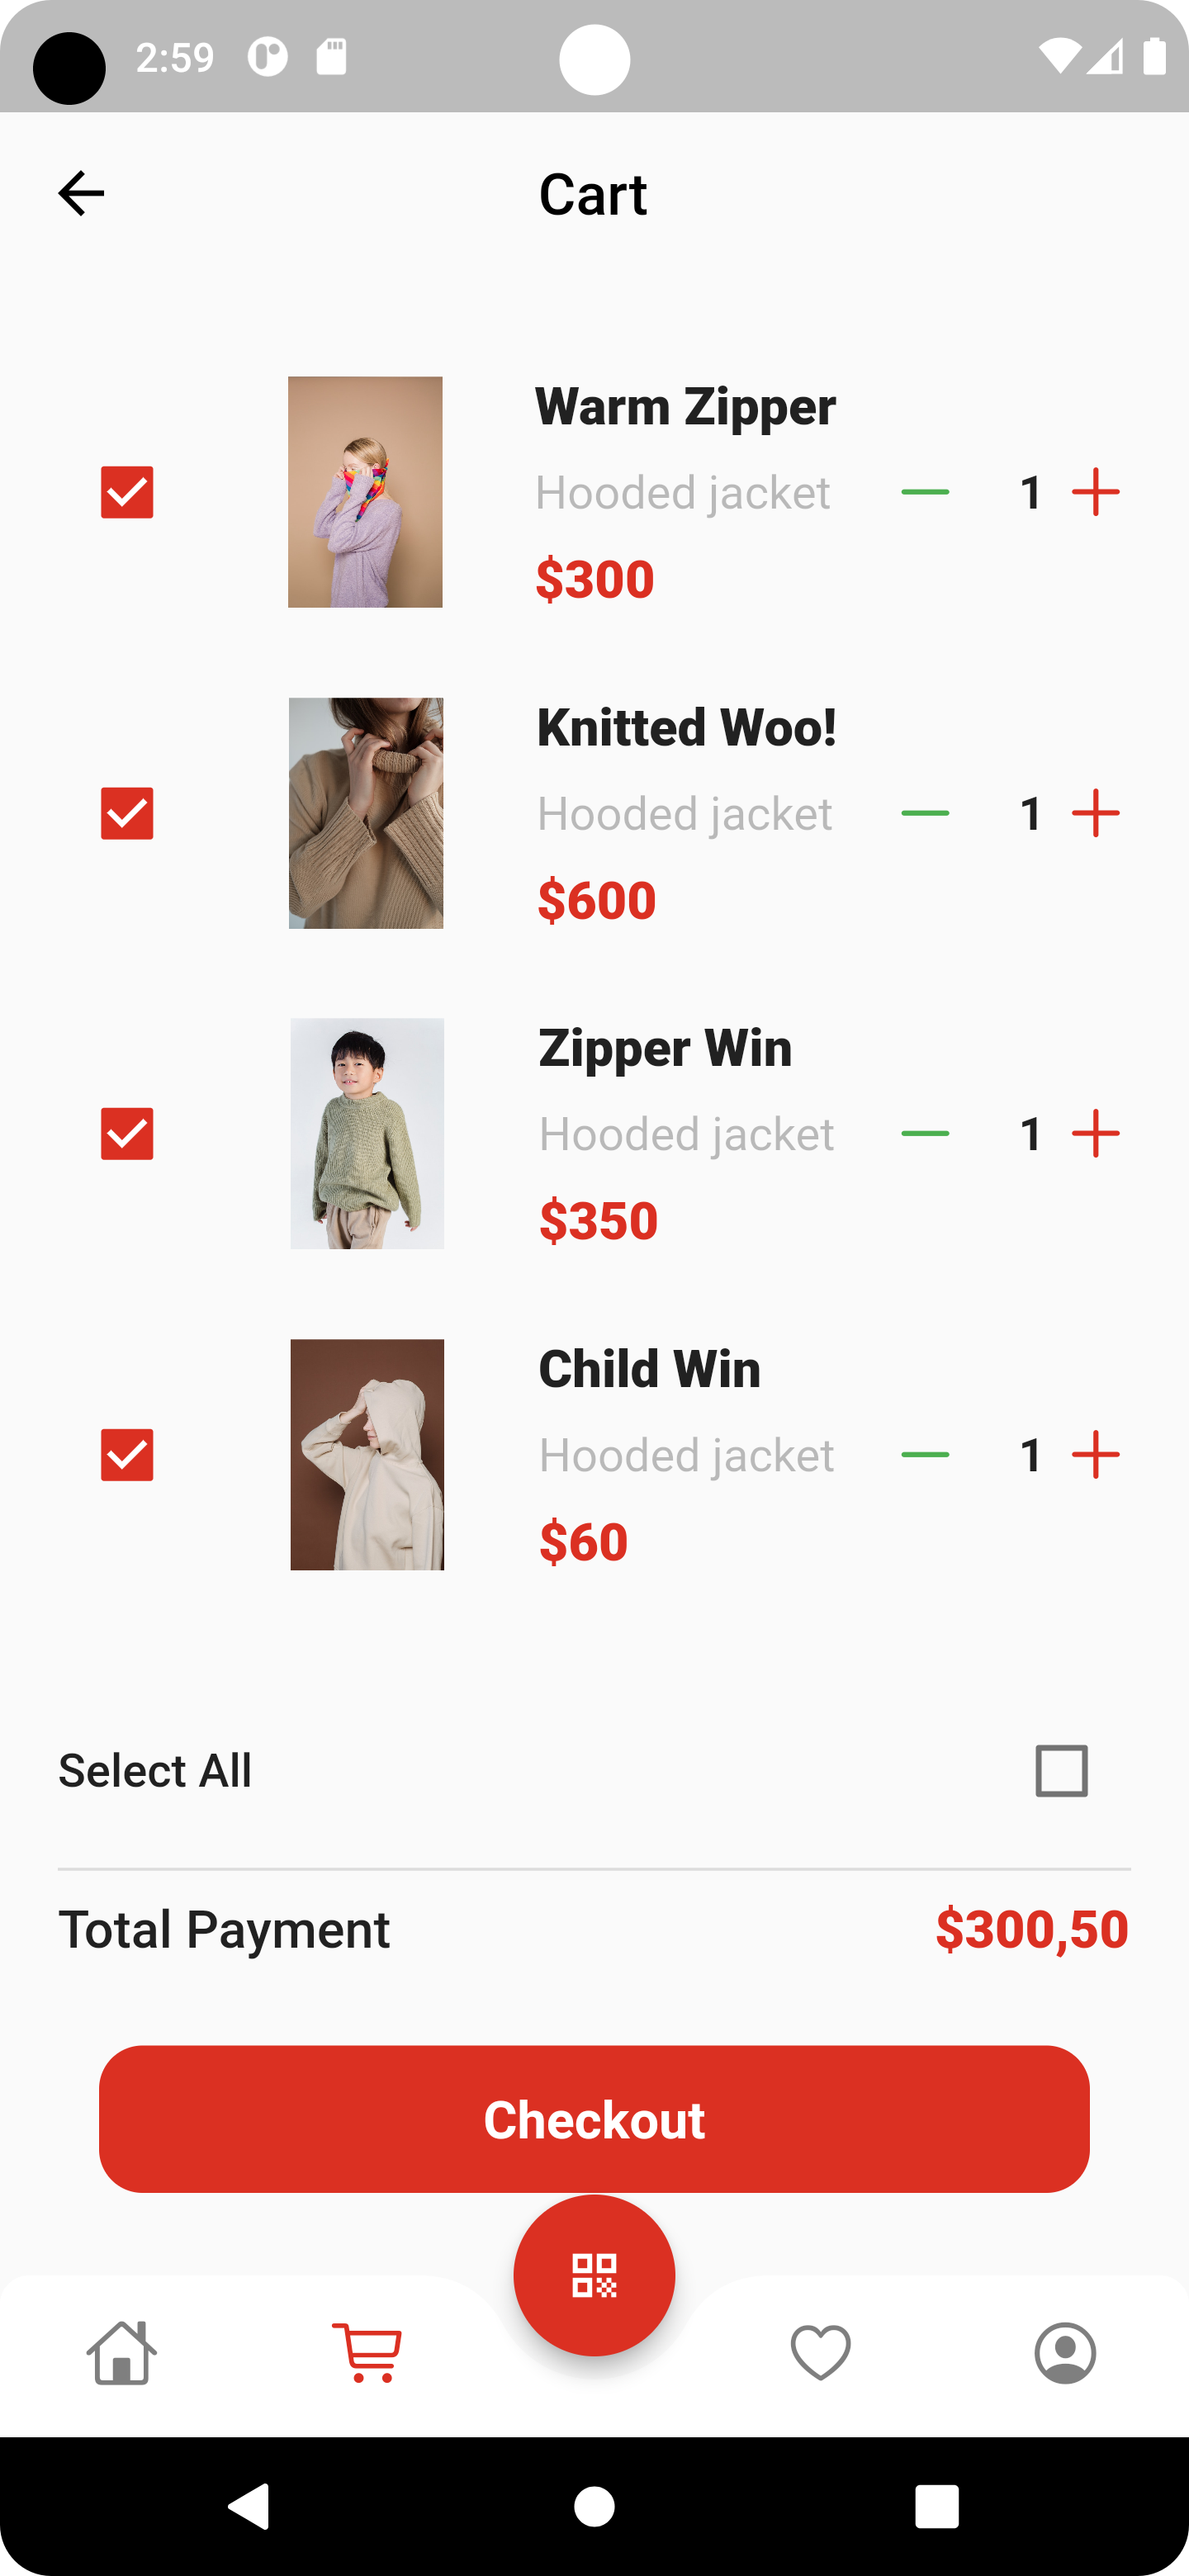 2:59
Cart
Warm Zipper
Hooded jacket
1
$300
Knitted Woo!
Hooded jacket
1
$600
Zipper Win
Hooded jacket
1
$350
Child Win
Hooded jacket
1
$60
Select All
Total Payment $300,50
Checkout